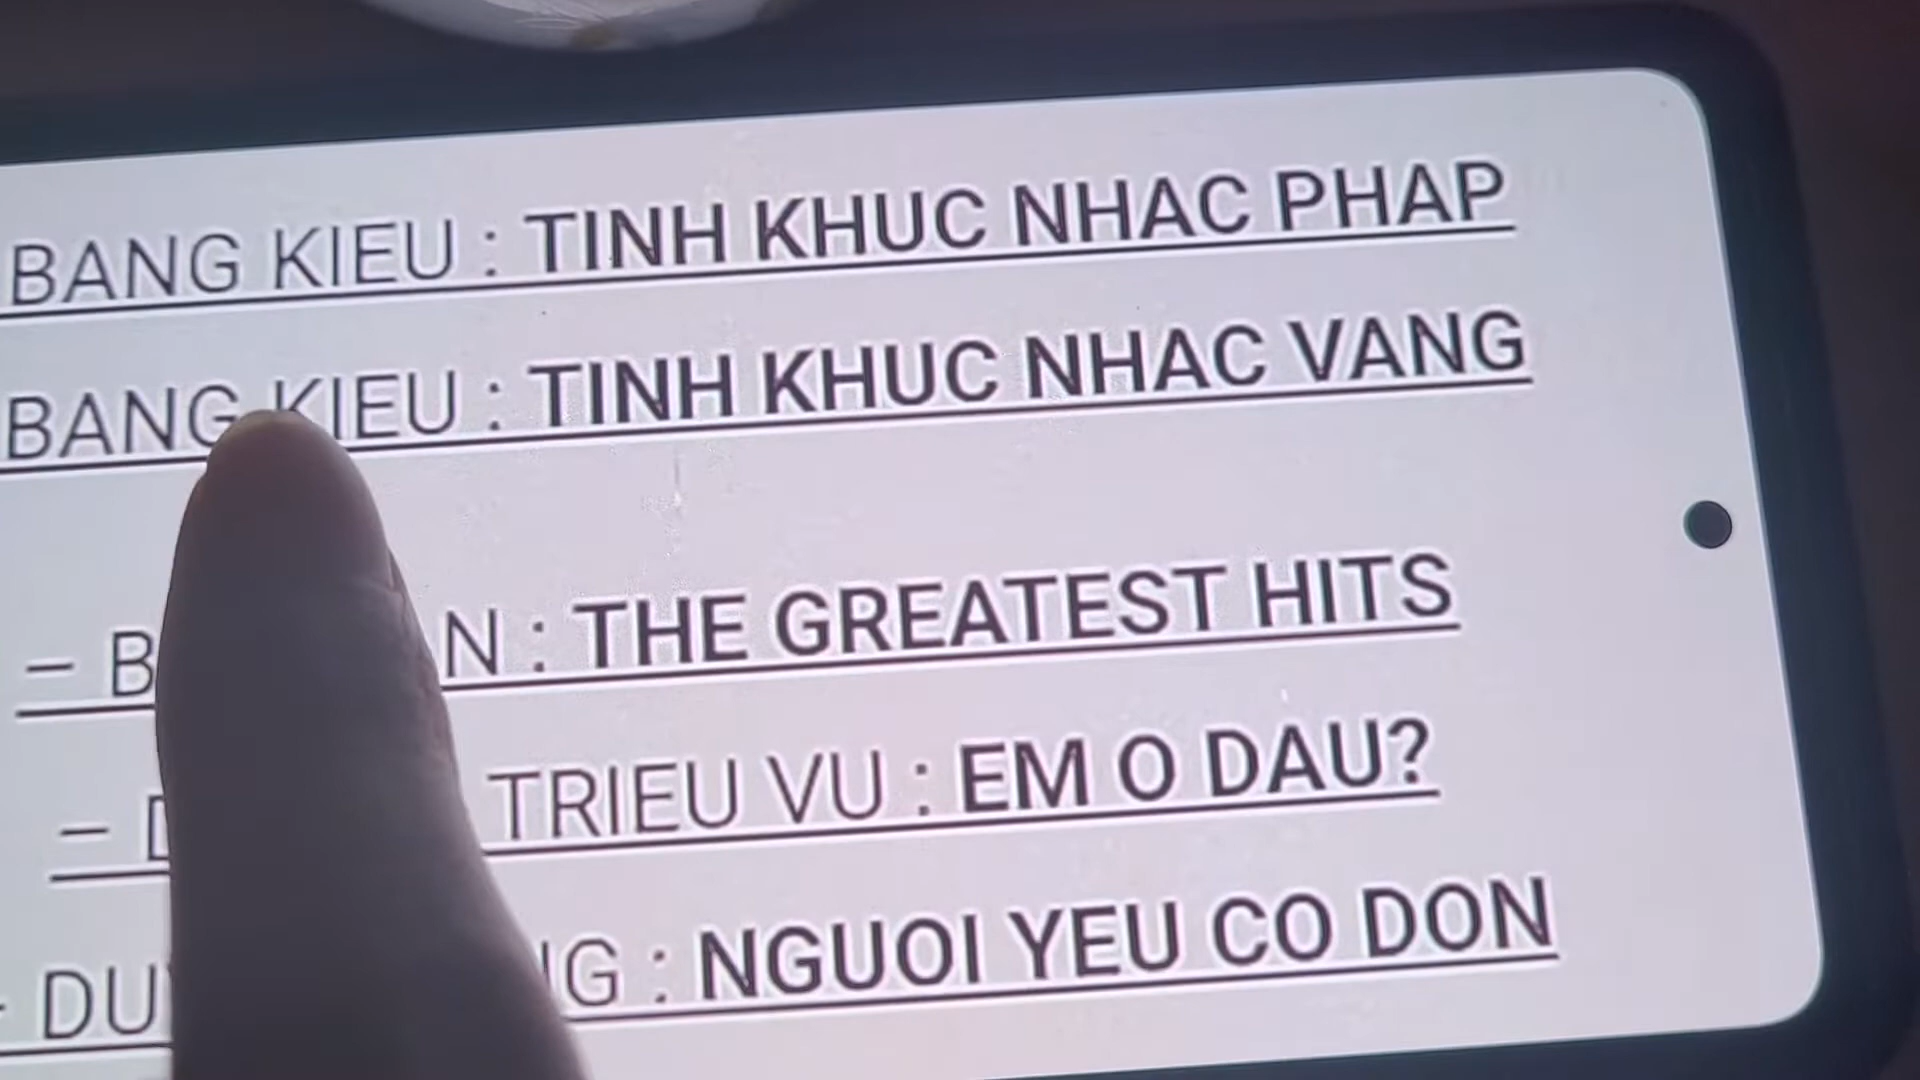 BANG KIEU : TINH KHUC NHAC PHAP
BANG KIEU : TINH KHUC NHAC VANG
– : THE GREATEST HITS
– TRIEU VU : EM O DAU?
- : NGUOI YEU CO DON